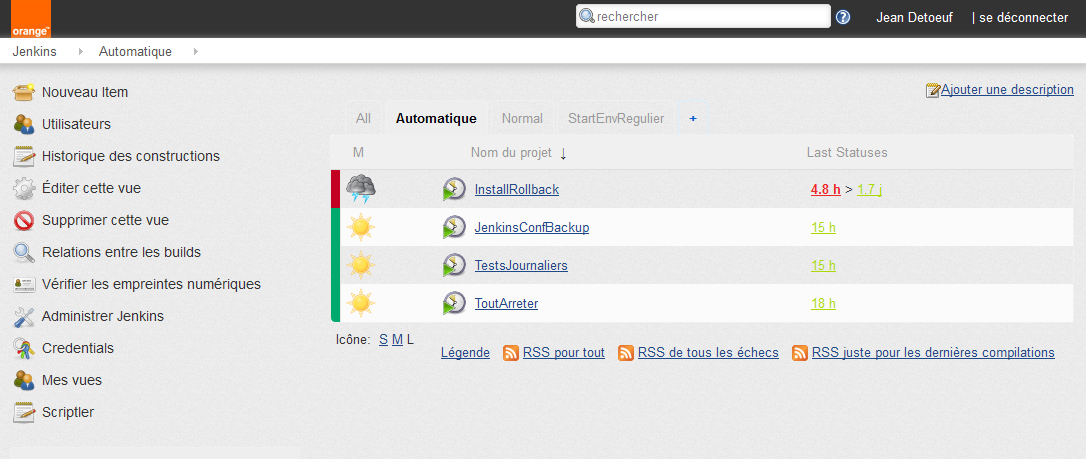 orange™
rechercher
Jean Detoeuf
| se déconnecter
Jenkins
Automatique
Nouveau Item
Utilisateurs
Historique des constructions
Éditer cette vue
Supprimer cette vue
Relations entre les builds
Vérifier les empreintes numériques
Administrer Jenkins
Credentials
Mes vues
Scriptler
Ajouter une description
All Automatique Normal StartEnvRegulier +
M Nom du projet ↓ Last Statuses
InstallRollback 4.8 h > 1.7 j
JenkinsConfBackup 15 h
TestsJournaliers 15 h
ToutArreter 18 h
Icône: S M L
Légende RSS pour tout RSS de tous les échecs RSS juste pour les dernières compilations